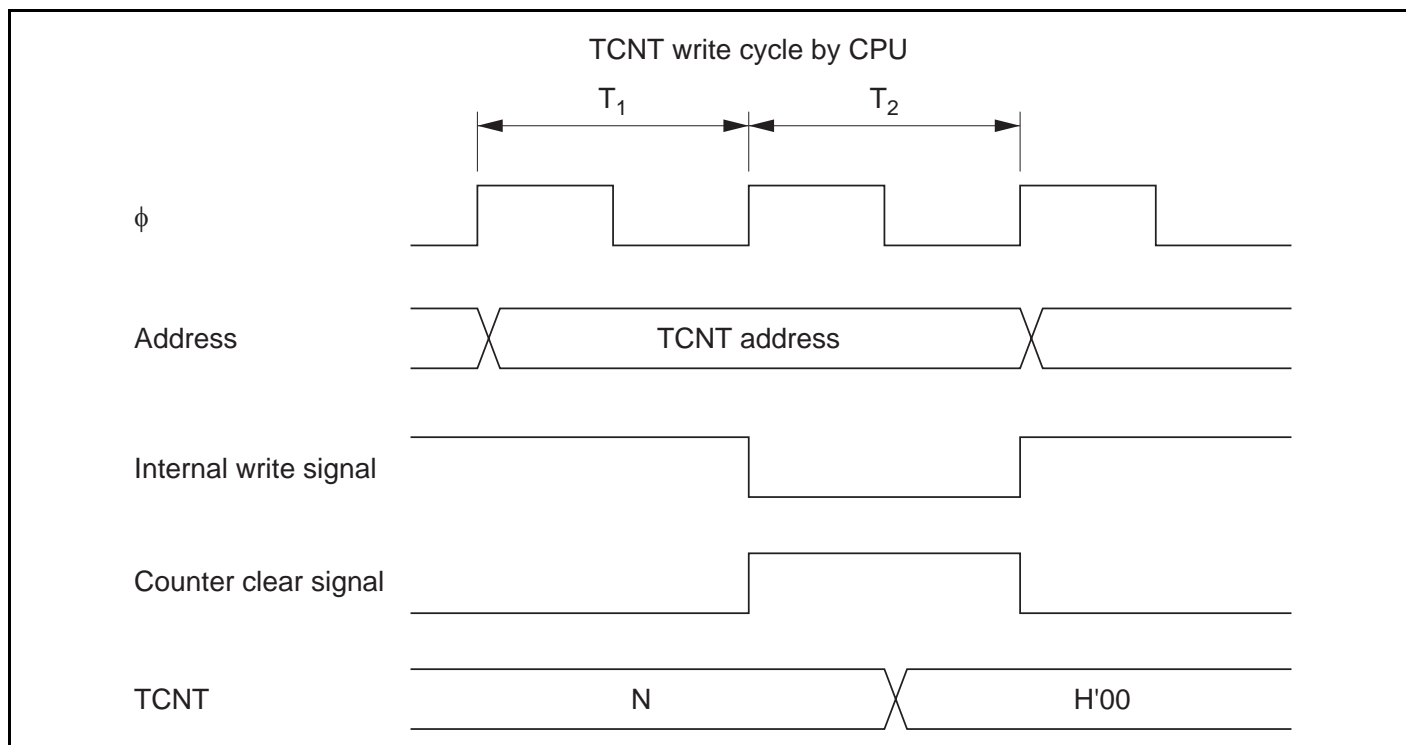 TCNT write cycle by CPU
T1 T2
ϕ
Address TCNT address
Internal write signal
Counter clear signal
TCNT N H'00